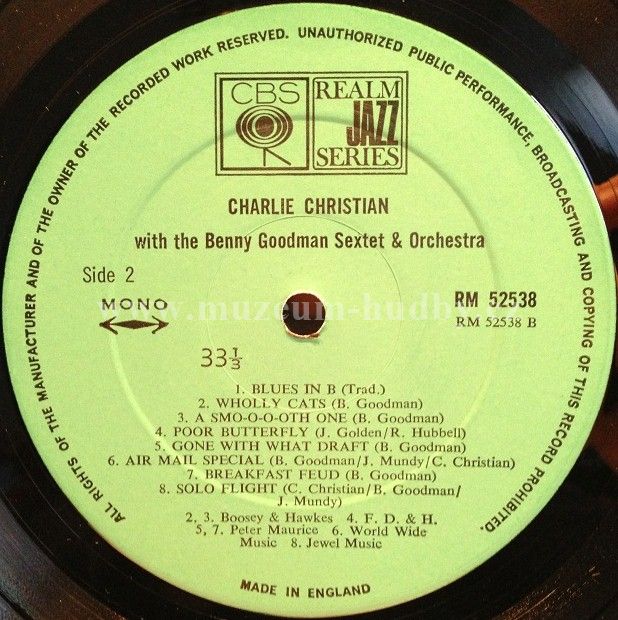 ALL RIGHTS OF THE MANUFACTURER AND OF THE OWNER OF THE RECORDED WORK RESERVED. UNAUTHORIZED PUBLIC PERFORMANCE, BROADCASTING AND COPYING OF THIS RECORD PROHIBITED.
CBS
REALM
JAZZ
SERIES
CHARLIE CHRISTIAN
with the Benny Goodman Sextet & Orchestra
Side 2
MONO
RM 52538
RM 52538 B
www.muzeum-hudby
33⅓
1. BLUES IN B (Trad.)
2. WHOLLY CATS (B. Goodman)
3. A SMO-O-OTH ONE (B. Goodman)
4. POOR BUTTERFLY (J. Golden/R. Hubbell)
5. GONE WITH WHAT DRAFT (B. Goodman)
6. AIR MAIL SPECIAL (B. Goodman/J. Mundy/C. Christian)
7. BREAKFAST FEUD (B. Goodman)
8. SOLO FLIGHT (C. Christian/B. Goodman/
J. Mundy)
2, 3. Boosey & Hawkes 4. F. D. & H.
5, 7. Peter Maurice 6. World Wide
Music 8. Jewel Music
MADE IN ENGLAND